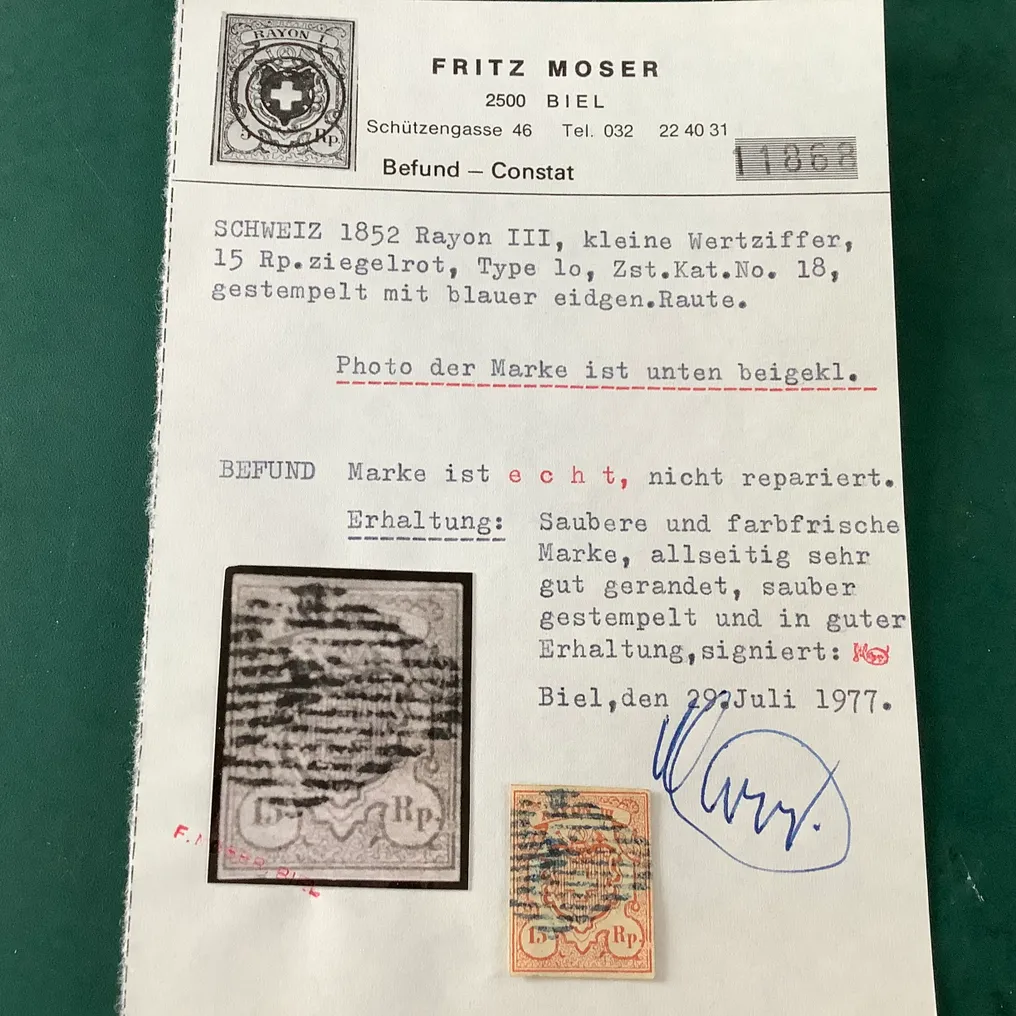 RAYON I
5 Rp.
FRITZ MOSER
2500 BIEL
Schützengasse 46 Tel. 032 22 40 31
11868
Befund – Constat
SCHWEIZ 1852 Rayon III, kleine Wertziffer,
15 Rp.ziegelrot, Type lo, Zst.Kat.No. 18,
gestempelt mit blauer eidgen.Raute.
Photo der Marke ist unten beigekl.
BEFUND Marke ist e c h t, nicht repariert.
Erhaltung: Saubere und farbfrische
Marke, allseitig sehr
gut gerandet, sauber
gestempelt und in guter
Erhaltung,signiert:
Biel,den 29.Juli 1977.
15 Rp.
F. MOSER, BIEL
15 Rp.